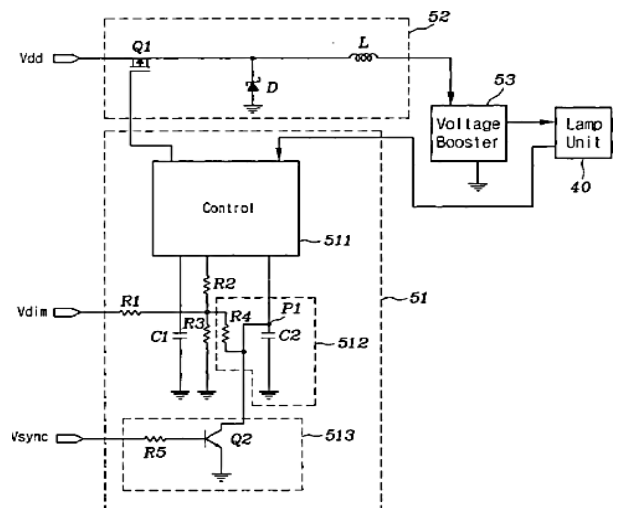 52
Vdd
Q1
L
D
53
Voltage
Booster
Lamp
Unit
40
Control
511
R2
51
Vdim
R1
P1
R3
R4
C1
C2
512
Vsync
R5
Q2
513